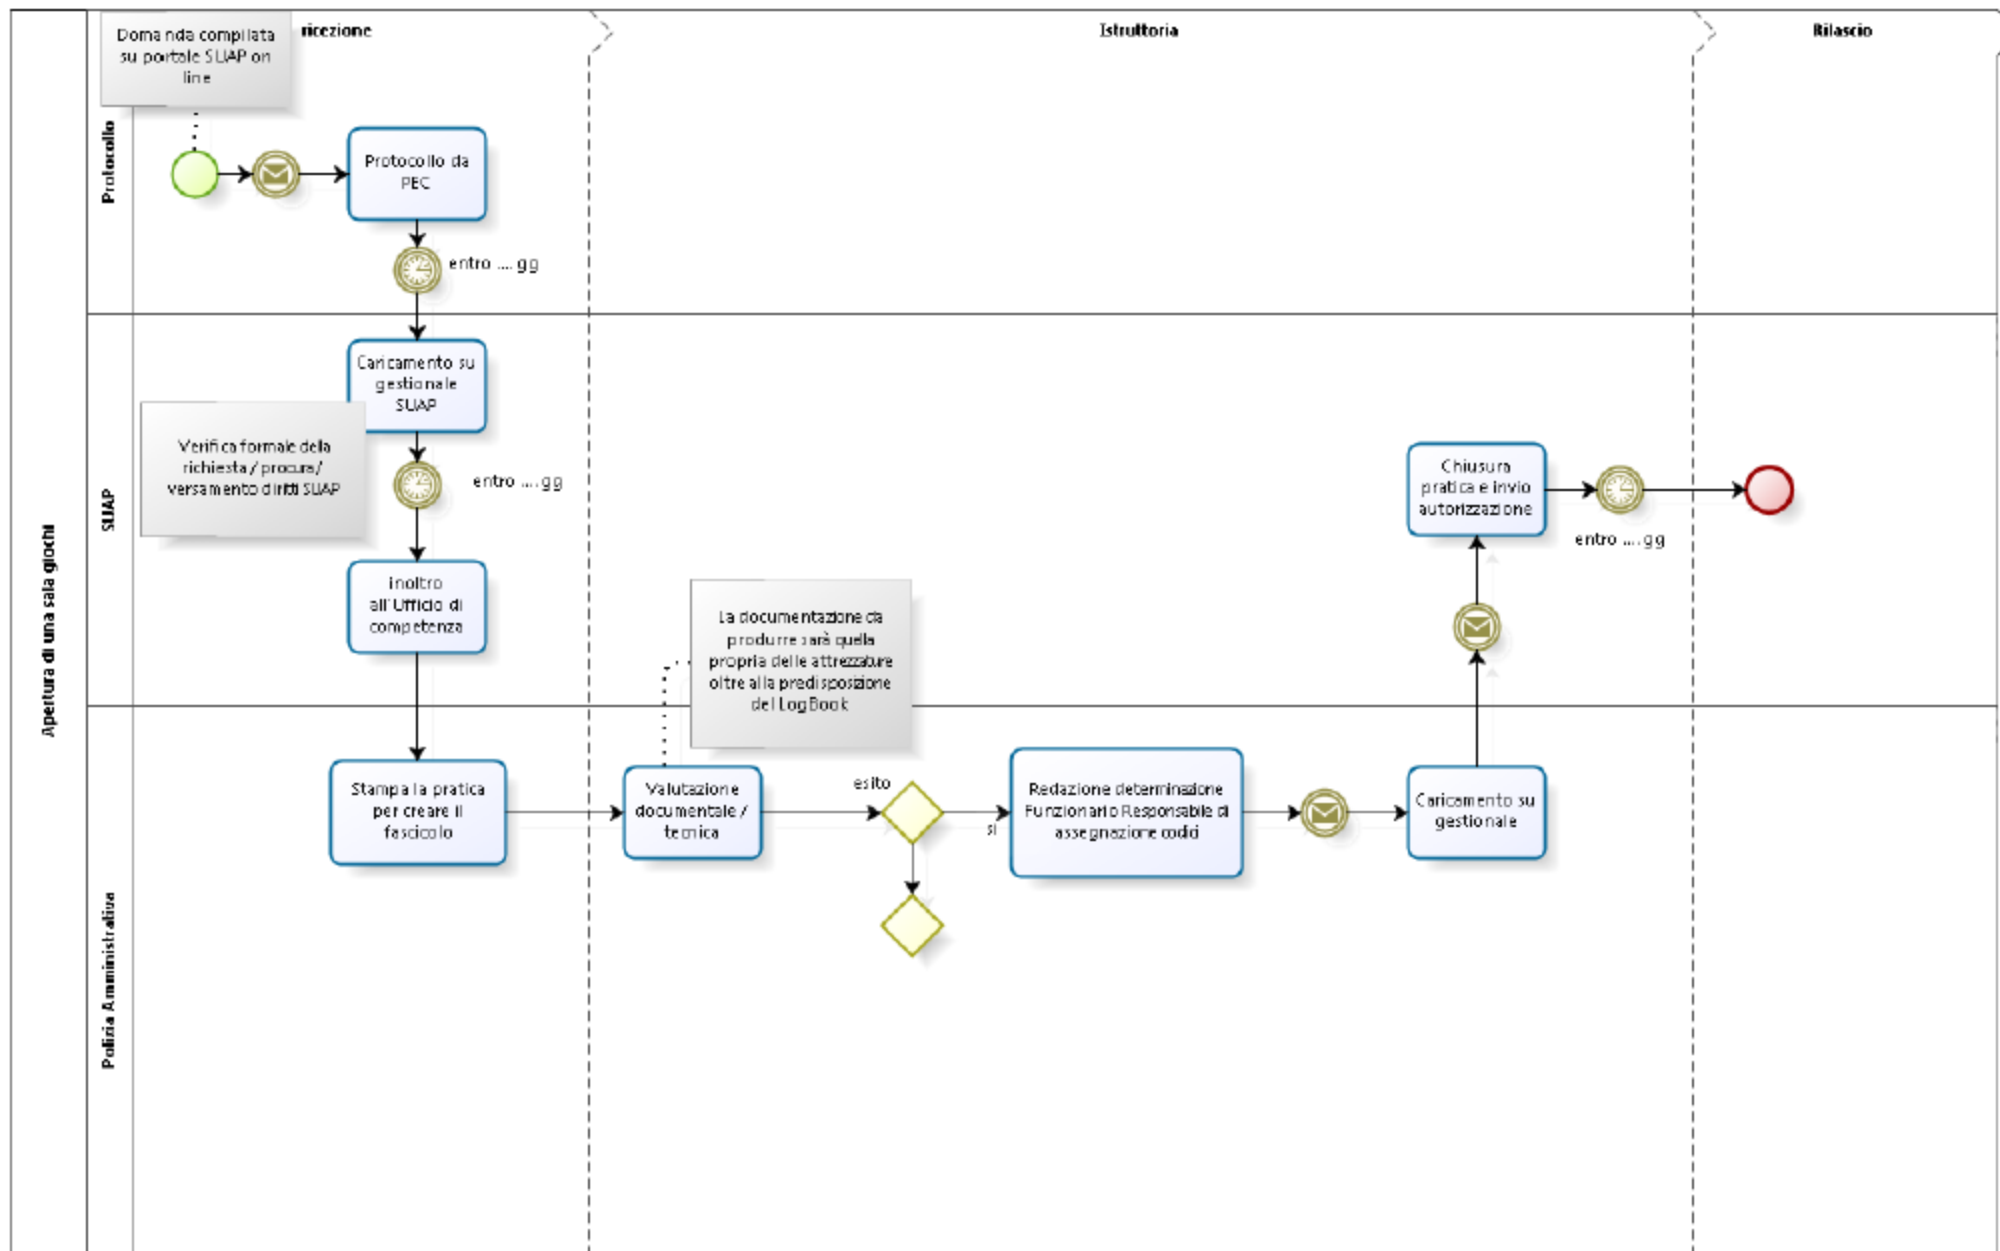 Domanda compilata
su portale SUAP on
line
ricezione
Istruttoria
Rilascio
Apertura di una sala giochi
Protocollo
Protocollo da
PEC
entro .... gg
SUAP
Caricamento su
gestionale
SUAP
Verifica formale della
richiesta / procura/
versamento diritti SUAP
entro .... gg
inoltro
all'Ufficio di
competenza
Chiusura
pratica e invio
autorizzazione
entro .... gg
La documentazione da
produrre sarà quella
propria delle attrezzature
oltre alla predisposizione
del LogBook
Polizia Amministrativa
Stampa la pratica
per creare il
fascicolo
Valutazione
documentale /
tecnica
esito
si
Redazione determinazione
Funzionario Responsabile di
assegnazione codici
Caricamento su
gestionale